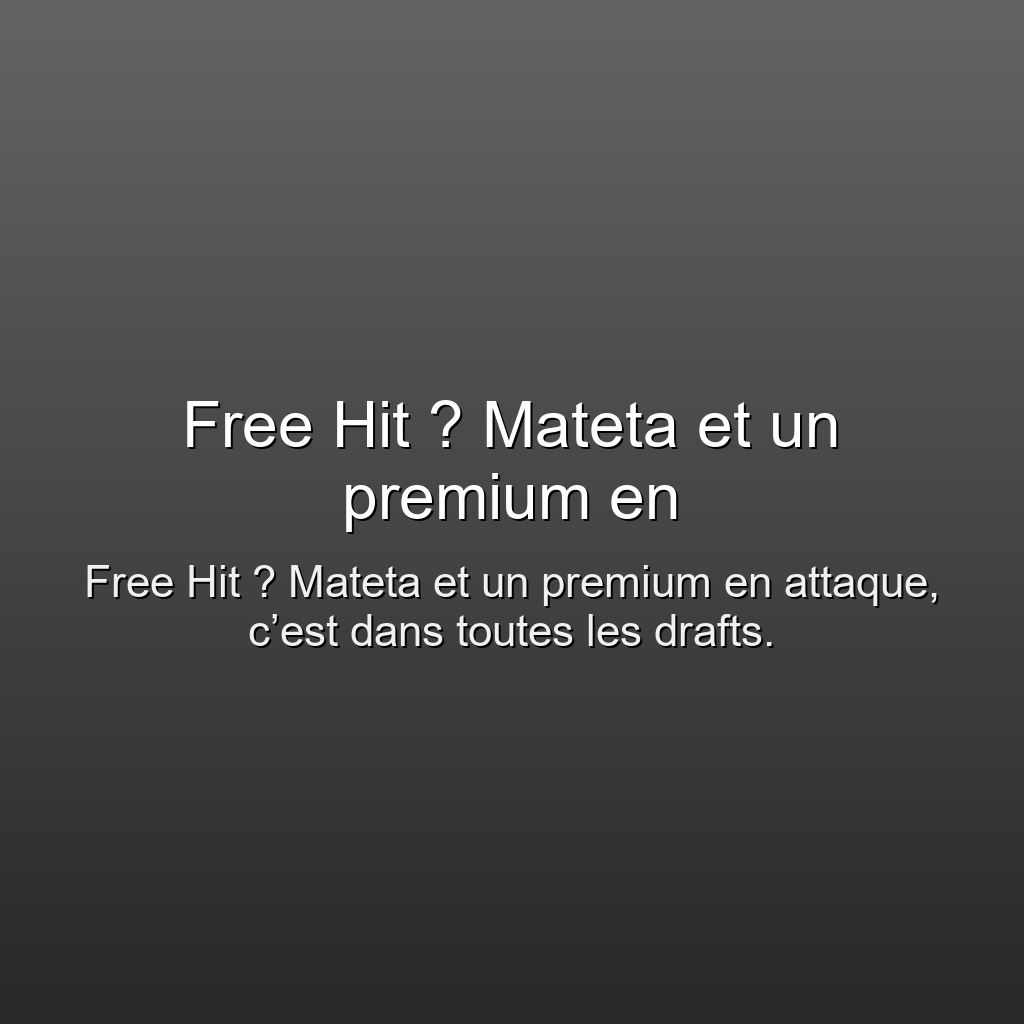 Free Hit ? Mateta et un
premium en
Free Hit ? Mateta et un premium en attaque,
c’est dans toutes les drafts.